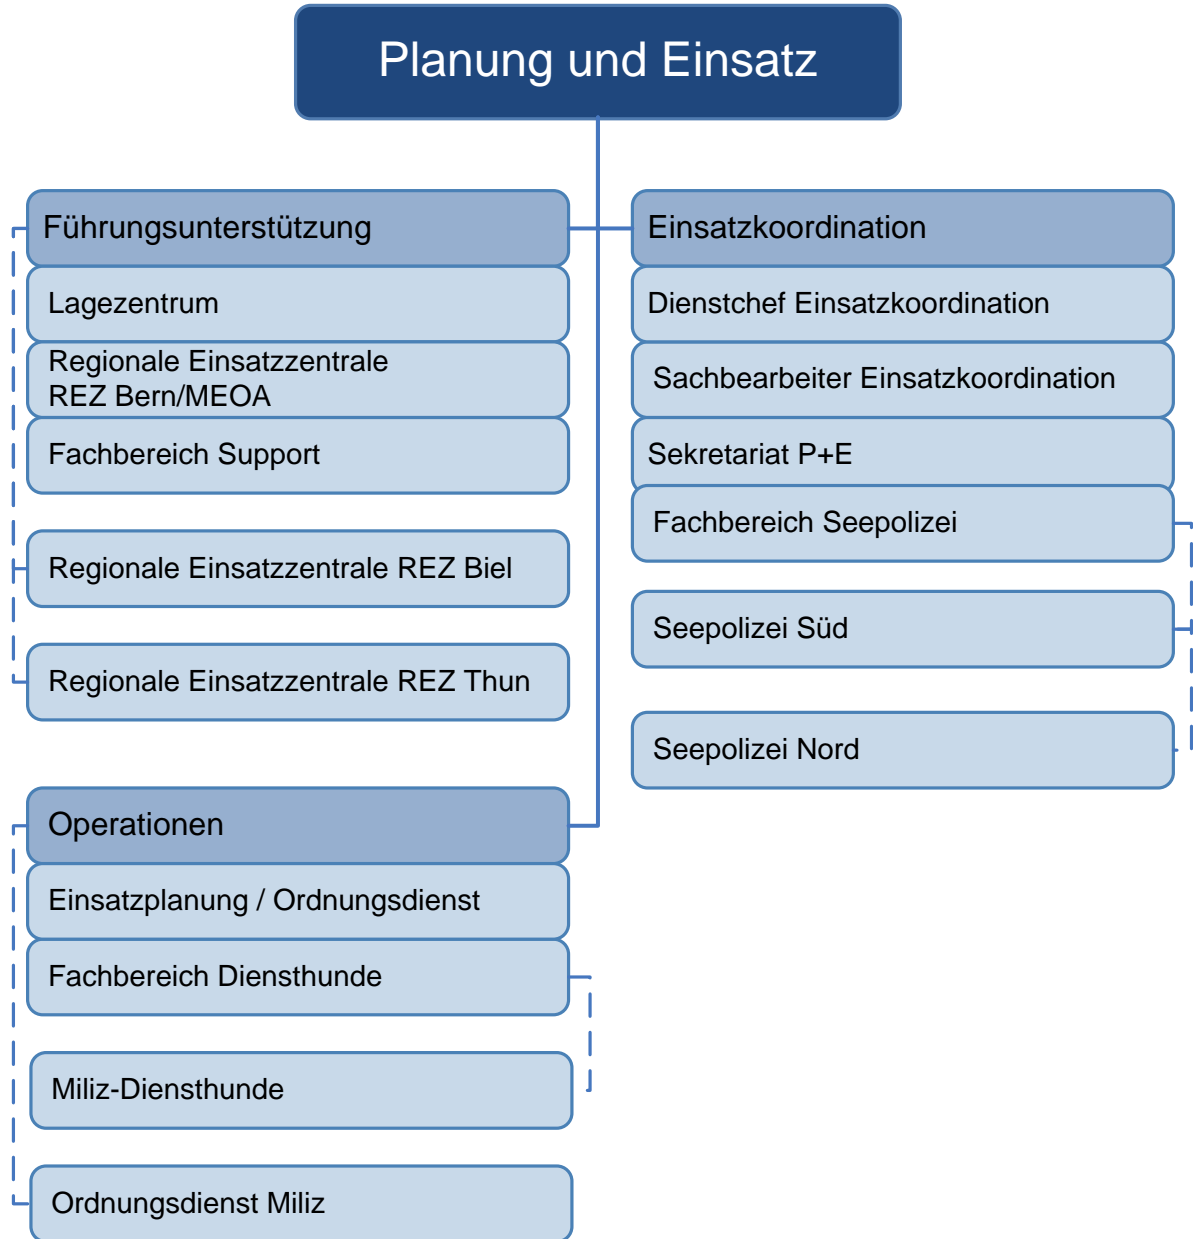 Planung und Einsatz
Führungsunterstützung
Lagezentrum
Regionale Einsatzzentrale
REZ Bern/MEOA
Fachbereich Support
Regionale Einsatzzentrale REZ Biel
Regionale Einsatzzentrale REZ Thun
Einsatzkoordination
Dienstchef Einsatzkoordination
Sachbearbeiter Einsatzkoordination
Sekretariat P+E
Fachbereich Seepolizei
Seepolizei Süd
Seepolizei Nord
Operationen
Einsatzplanung / Ordnungsdienst
Fachbereich Diensthunde
Miliz-Diensthunde
Ordnungsdienst Miliz